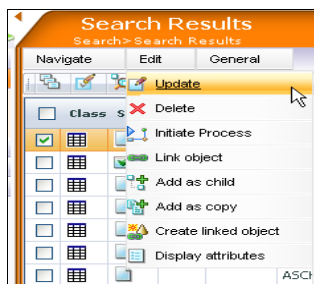 Search Results
Search>Search Results
Navigate Edit General
Update
Class S
Delete
Initiate Process
Link object
Add as child
Add as copy
Create linked object
Display attributes
ASCH